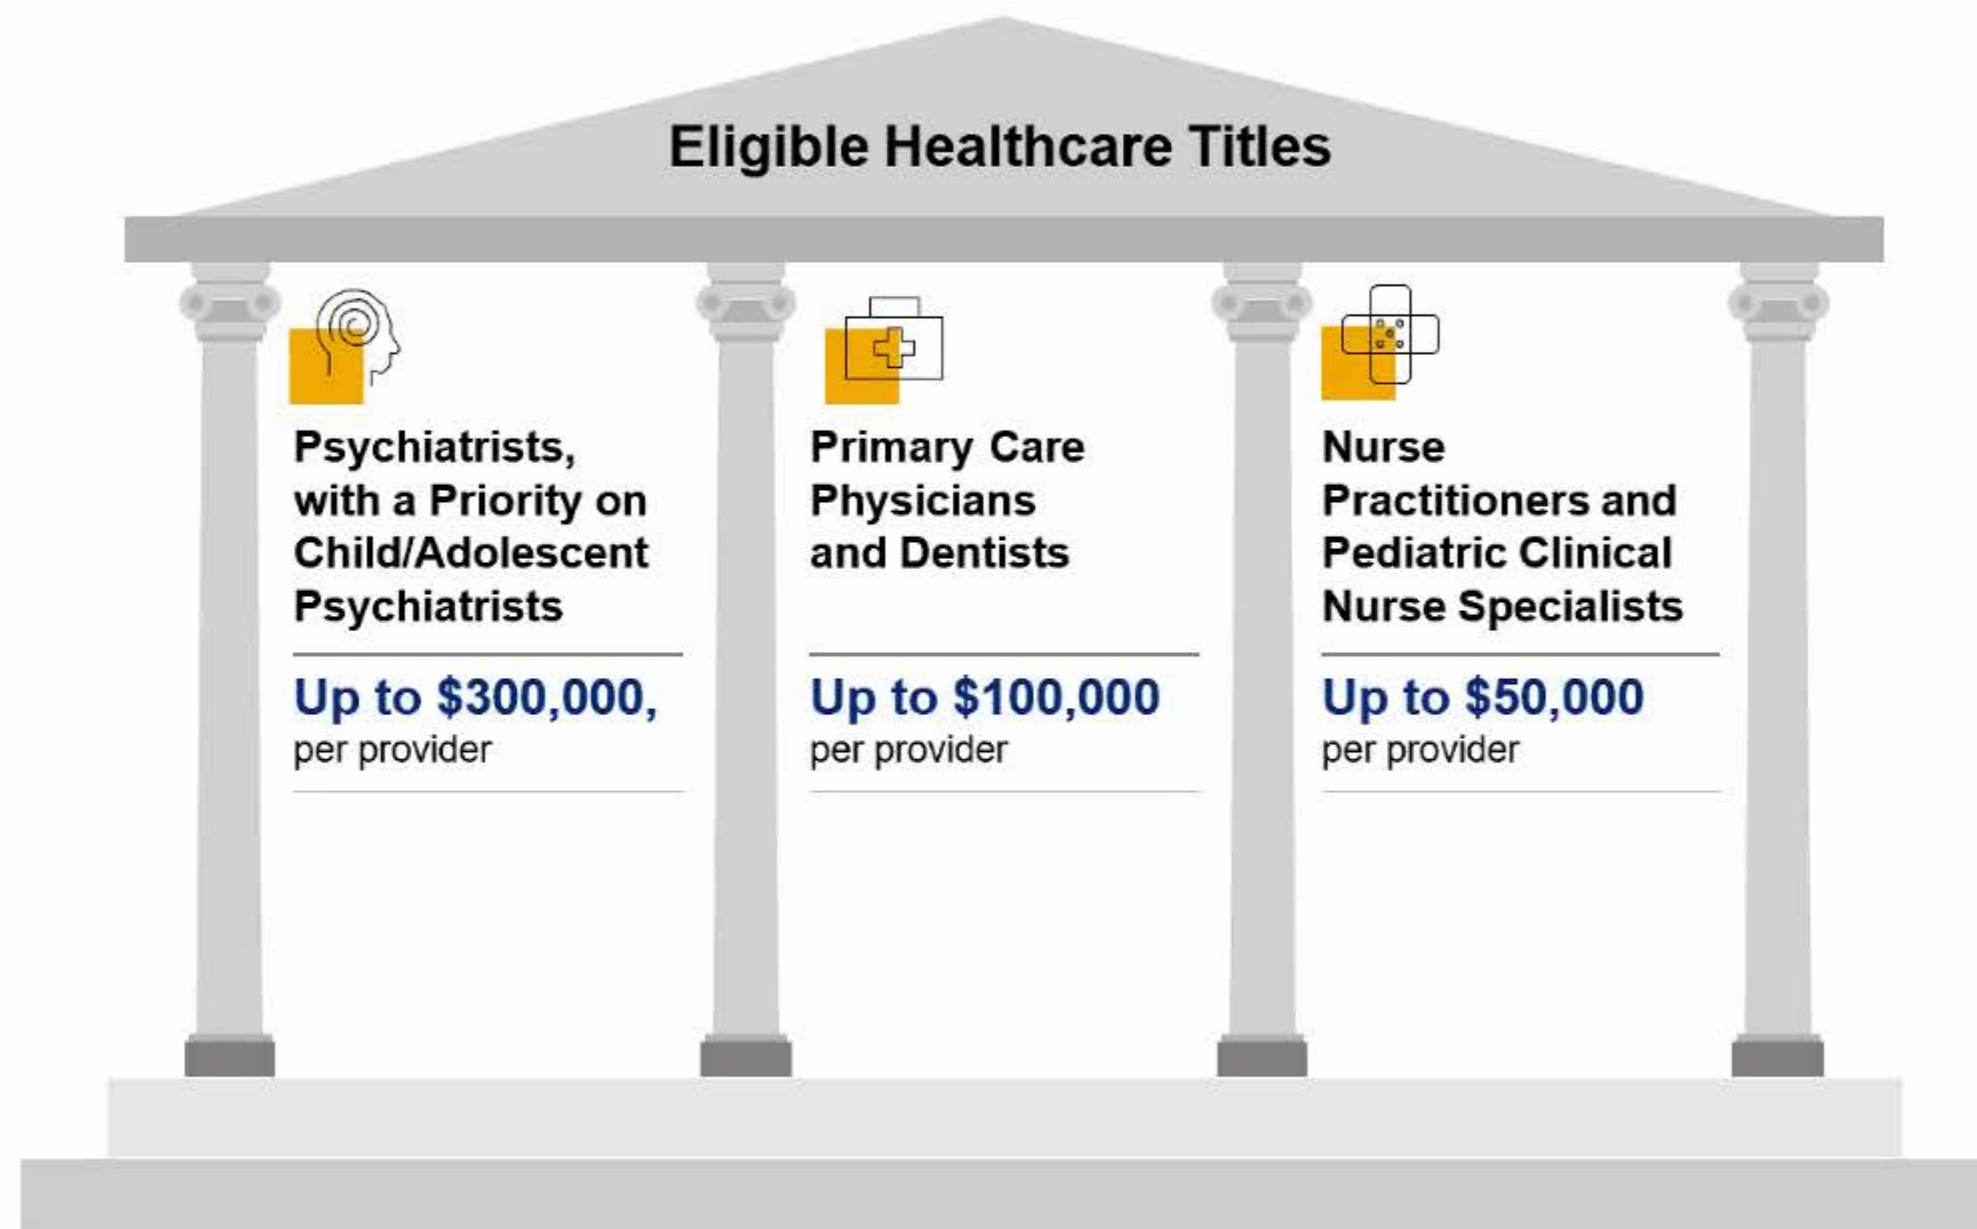 Eligible Healthcare Titles
Psychiatrists,
with a Priority on
Child/Adolescent
Psychiatrists
Up to $300,000,
per provider
Primary Care
Physicians
and Dentists
Up to $100,000
per provider
Nurse
Practitioners and
Pediatric Clinical
Nurse Specialists
Up to $50,000
per provider